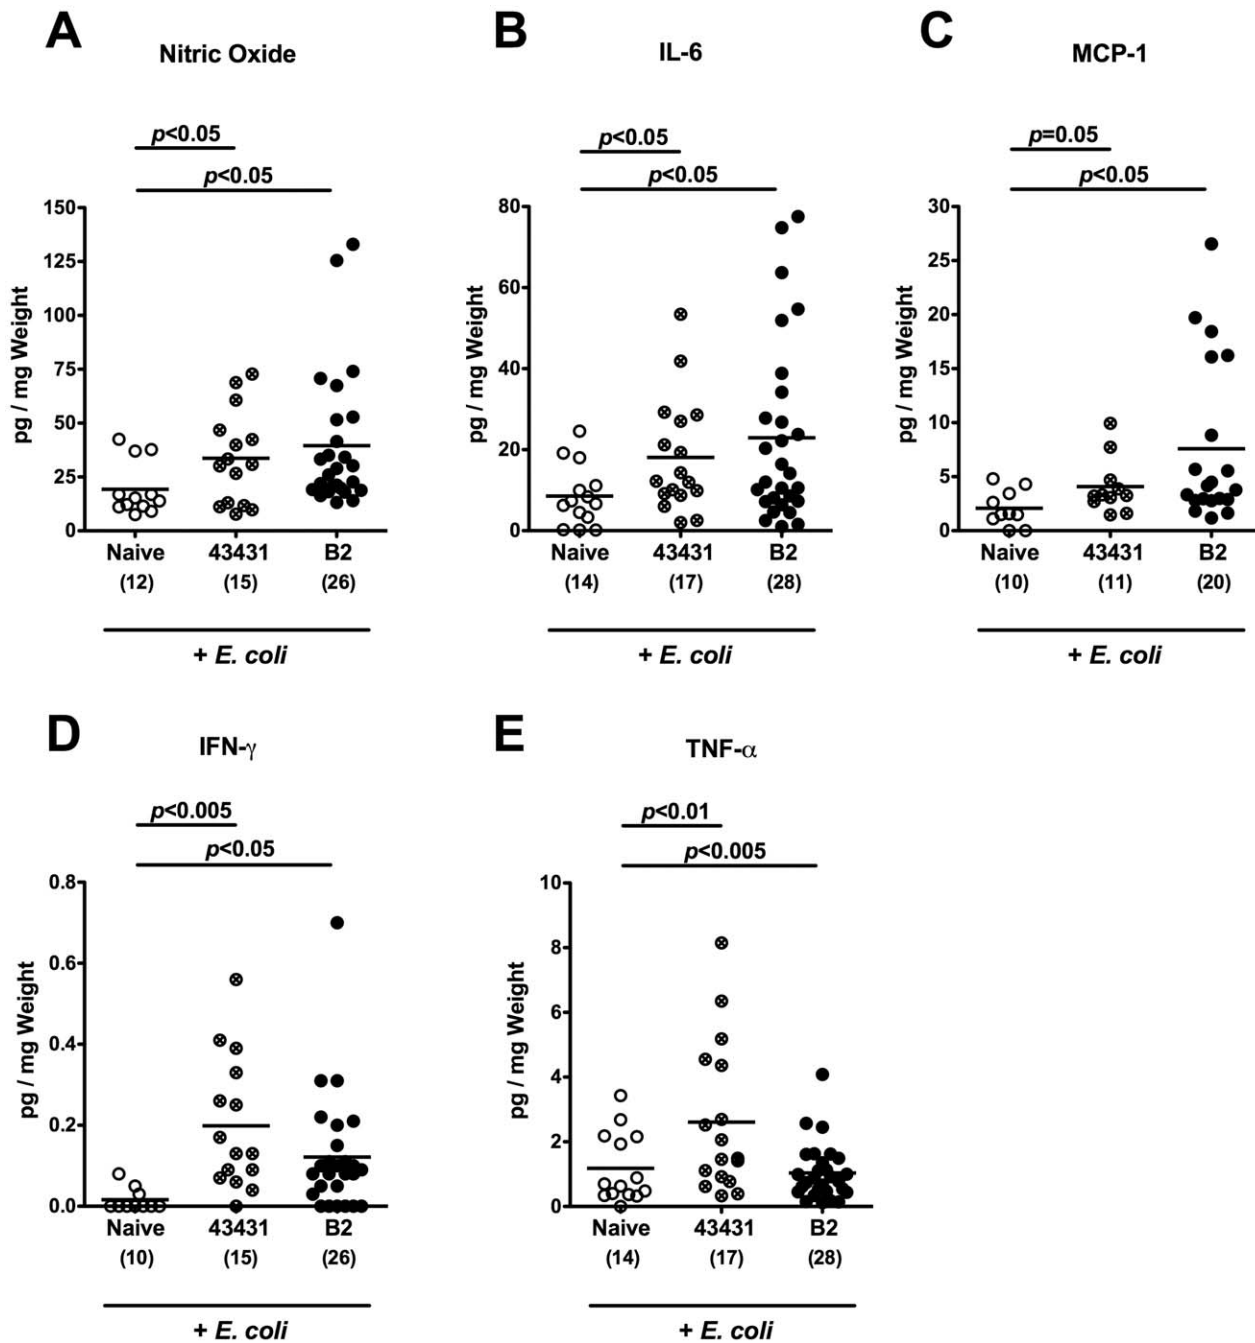 A
Nitric Oxide
p<0.05
p<0.05
pg / mg Weight
150
125
100
75
50
25
0
Naive 43431 B2
(12) (15) (26)
+ E. coli
B
IL-6
p<0.05
p<0.05
pg / mg Weight
80
60
40
20
0
Naive 43431 B2
(14) (17) (28)
+ E. coli
C
MCP-1
p=0.05
p<0.05
pg / mg Weight
30
25
20
15
10
5
0
Naive 43431 B2
(10) (11) (20)
+ E. coli
D
IFN-γ
p<0.005
p<0.05
pg / mg Weight
0.8
0.6
0.4
0.2
0.0
Naive 43431 B2
(10) (15) (26)
+ E. coli
E
TNF-α
p<0.01
p<0.005
pg / mg Weight
10
8
6
4
2
0
Naive 43431 B2
(14) (17) (28)
+ E. coli